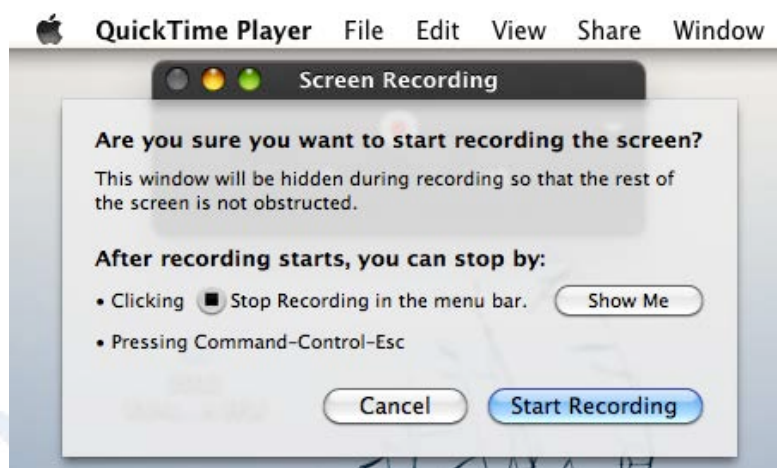 QuickTime Player File Edit View Share Window
Screen Recording
Are you sure you want to start recording the screen?
This window will be hidden during recording so that the rest of
the screen is not obstructed.
After recording starts, you can stop by:
• Clicking Stop Recording in the menu bar. Show Me
• Pressing Command-Control-Esc
Cancel Start Recording